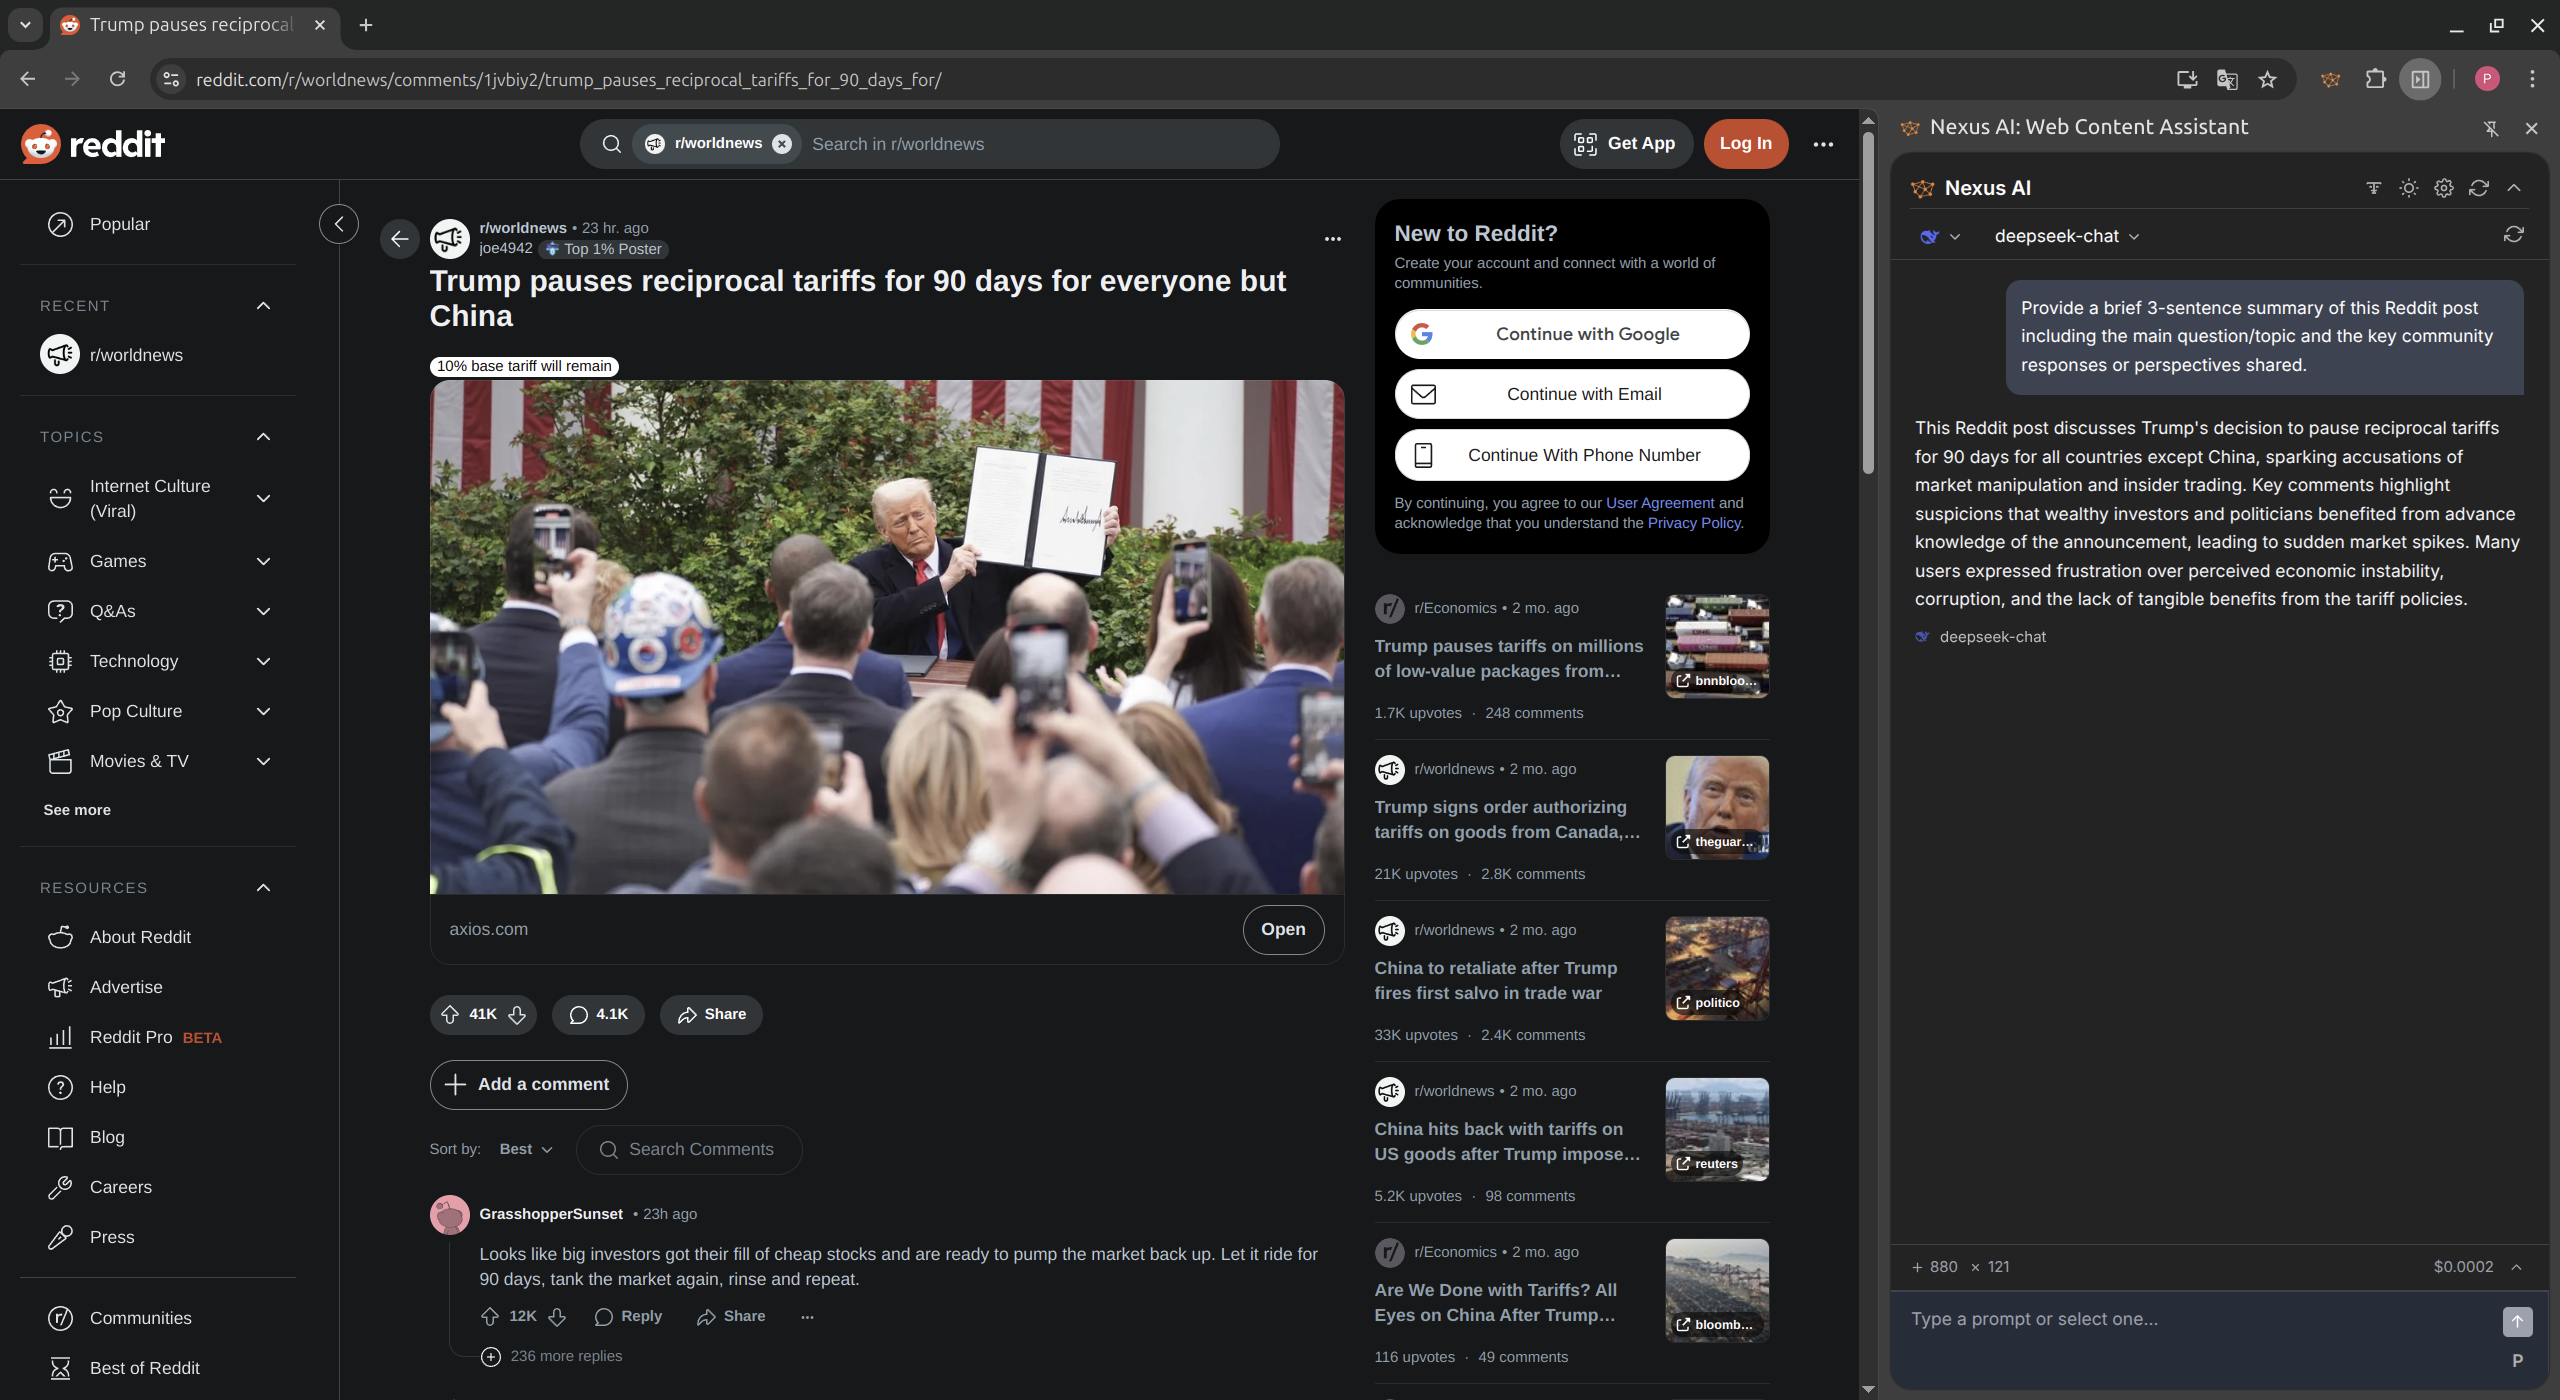 Trump pauses reciprocal
reddit.com/r/worldnews/comments/1jvbiy2/trump_pauses_reciprocal_tariffs_for_90_days_for/
P
reddit
r/worldnews
Search in r/worldnews
Get App
Log In
Popular
RECENT
r/worldnews
TOPICS
Internet Culture
(Viral)
Games
Q&As
Technology
Pop Culture
Movies & TV
See more
RESOURCES
About Reddit
Advertise
Reddit Pro BETA
Help
Blog
Careers
Press
Communities
Best of Reddit
r/worldnews • 23 hr. ago
joe4942 Top 1% Poster
Trump pauses reciprocal tariffs for 90 days for everyone but
China
10% base tariff will remain
axios.com
Open
41K
4.1K
Share
Add a comment
Sort by: Best
Search Comments
GrasshopperSunset • 23h ago
Looks like big investors got their fill of cheap stocks and are ready to pump the market back up. Let it ride for
90 days, tank the market again, rinse and repeat.
12K
Reply
Share
236 more replies
New to Reddit?
Create your account and connect with a world of
communities.
Continue with Google
Continue with Email
Continue With Phone Number
By continuing, you agree to our User Agreement and
acknowledge that you understand the Privacy Policy.
r/Economics • 2 mo. ago
Trump pauses tariffs on millions
of low-value packages from…
bnnbloo…
1.7K upvotes · 248 comments
r/worldnews • 2 mo. ago
Trump signs order authorizing
tariffs on goods from Canada,…
theguar…
21K upvotes · 2.8K comments
r/worldnews • 2 mo. ago
China to retaliate after Trump
fires first salvo in trade war
politico
33K upvotes · 2.4K comments
r/worldnews • 2 mo. ago
China hits back with tariffs on
US goods after Trump impose…
reuters
5.2K upvotes · 98 comments
r/Economics • 2 mo. ago
Are We Done with Tariffs? All
Eyes on China After Trump…
bloomb…
116 upvotes · 49 comments
Nexus AI: Web Content Assistant
Nexus AI
deepseek-chat
Provide a brief 3-sentence summary of this Reddit post
including the main question/topic and the key community
responses or perspectives shared.
This Reddit post discusses Trump's decision to pause reciprocal tariffs
for 90 days for all countries except China, sparking accusations of
market manipulation and insider trading. Key comments highlight
suspicions that wealthy investors and politicians benefited from advance
knowledge of the announcement, leading to sudden market spikes. Many
users expressed frustration over perceived economic instability,
corruption, and the lack of tangible benefits from the tariff policies.
deepseek-chat
880
121
$0.0002
Type a prompt or select one...
P